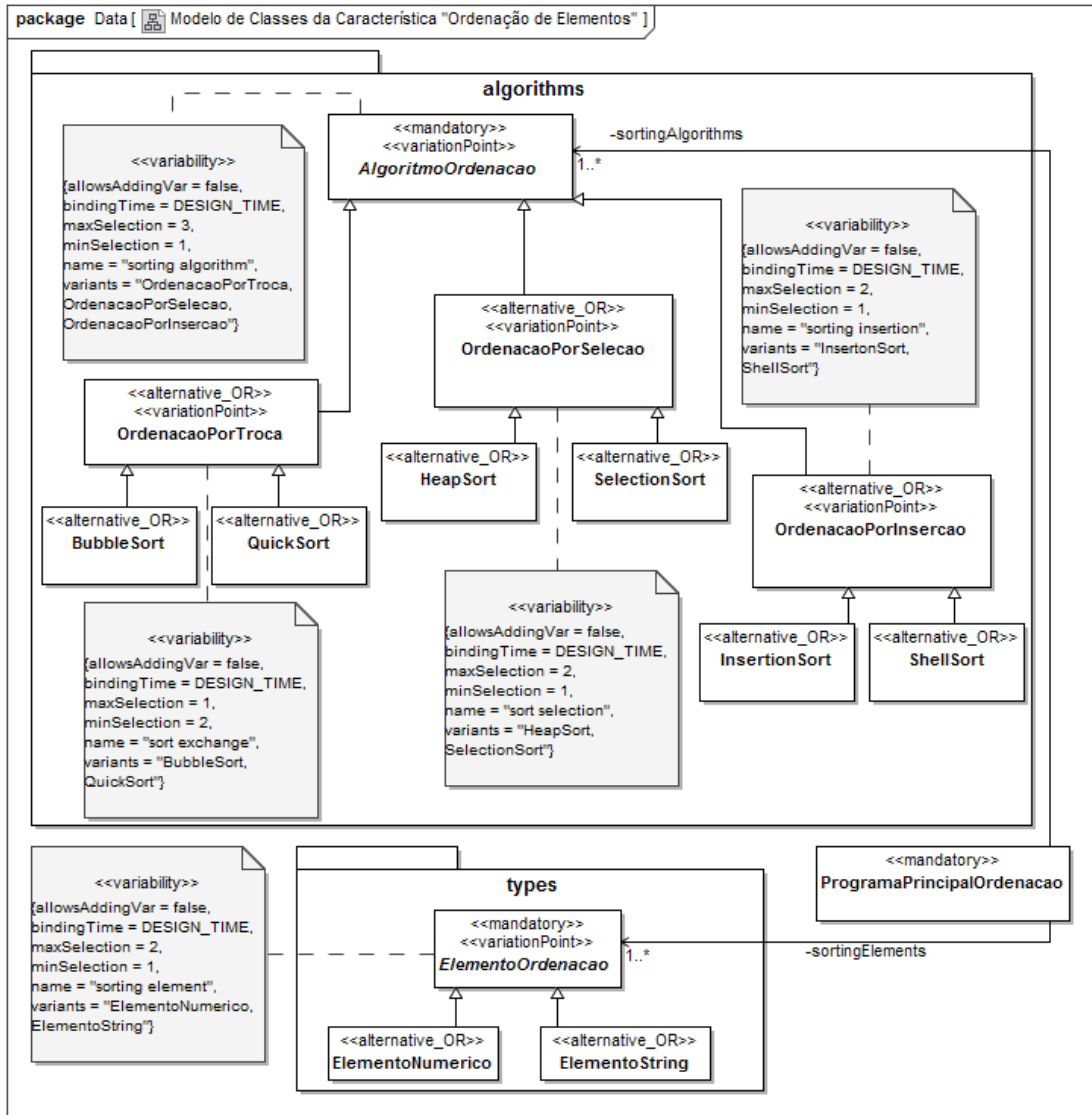 package Data [ Modelo de Classes da Característica "Ordenação de Elementos" ]
algorithms
<<mandatory>>
<<variationPoint>>
AlgoritmoOrdenacao
-sortingAlgorithms
1..*
<<variability>>
{allowsAddingVar = false,
bindingTime = DESIGN_TIME,
maxSelection = 3,
minSelection = 1,
name = "sorting algorithm",
variants = "OrdenacaoPorTroca,
OrdenacaoPorSelecao,
OrdenacaoPorInsercao"}
<<variability>>
{allowsAddingVar = false,
bindingTime = DESIGN_TIME,
maxSelection = 2,
minSelection = 1,
name = "sorting insertion",
variants = "InsertonSort,
ShellSort"}
<<alternative_OR>>
<<variationPoint>>
OrdenacaoPorSelecao
<<alternative_OR>>
<<variationPoint>>
OrdenacaoPorTroca
<<alternative_OR>>
HeapSort
<<alternative_OR>>
SelectionSort
<<alternative_OR>>
<<variationPoint>>
OrdenacaoPorInsercao
<<alternative_OR>>
BubbleSort
<<alternative_OR>>
QuickSort
<<variability>>
{allowsAddingVar = false,
bindingTime = DESIGN_TIME,
maxSelection = 1,
minSelection = 2,
name = "sort exchange",
variants = "BubbleSort,
QuickSort"}
<<variability>>
{allowsAddingVar = false,
bindingTime = DESIGN_TIME,
maxSelection = 2,
minSelection = 1,
name = "sort selection",
variants = "HeapSort,
SelectionSort"}
<<alternative_OR>>
InsertionSort
<<alternative_OR>>
ShellSort
<<variability>>
{allowsAddingVar = false,
bindingTime = DESIGN_TIME,
maxSelection = 2,
minSelection = 1,
name = "sorting element",
variants = "ElementoNumerico,
ElementoString"}
types
<<mandatory>>
<<variationPoint>>
ElementoOrdenacao
1..*
-sortingElements
<<mandatory>>
ProgramaPrincipalOrdenacao
<<alternative_OR>>
ElementoNumerico
<<alternative_OR>>
ElementoString